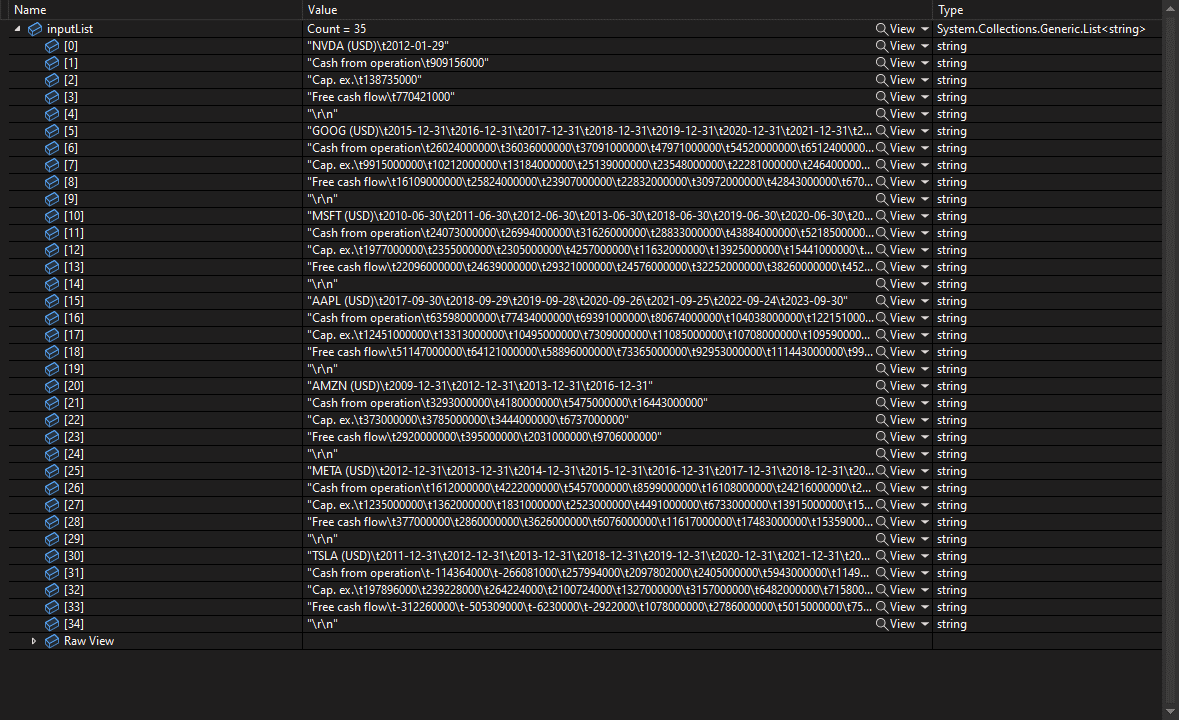 Name Value Type
inputList Count = 35 View System.Collections.Generic.List<string>
[0] "NVDA (USD)\t2012-01-29" View string
[1] "Cash from operation\t909156000" View string
[2] "Cap. ex.\t138735000" View string
[3] "Free cash flow\t770421000" View string
[4] "\r\n" View string
[5] "GOOG (USD)\t2015-12-31\t2016-12-31\t2017-12-31\t2018-12-31\t2019-12-31\t2020-12-31\t2021-12-31\t2... View string
[6] "Cash from operation\t26024000000\t36036000000\t37091000000\t47971000000\t54520000000\t6512400000... View string
[7] "Cap. ex.\t9915000000\t10212000000\t13184000000\t25139000000\t23548000000\t22281000000\t246400000... View string
[8] "Free cash flow\t16109000000\t25824000000\t23907000000\t22832000000\t30972000000\t42843000000\t670... View string
[9] "\r\n" View string
[10] "MSFT (USD)\t2010-06-30\t2011-06-30\t2012-06-30\t2013-06-30\t2018-06-30\t2019-06-30\t2020-06-30\t20... View string
[11] "Cash from operation\t24073000000\t26994000000\t31626000000\t28833000000\t43884000000\t5218500000... View string
[12] "Cap. ex.\t1977000000\t2355000000\t2305000000\t4257000000\t11632000000\t13925000000\t15441000000\t... View string
[13] "Free cash flow\t22096000000\t24639000000\t29321000000\t24576000000\t32252000000\t38260000000\t452... View string
[14] "\r\n" View string
[15] "AAPL (USD)\t2017-09-30\t2018-09-29\t2019-09-28\t2020-09-26\t2021-09-25\t2022-09-24\t2023-09-30" View string
[16] "Cash from operation\t63598000000\t77434000000\t69391000000\t80674000000\t104038000000\t122151000... View string
[17] "Cap. ex.\t12451000000\t13313000000\t10495000000\t7309000000\t11085000000\t10708000000\t109590000... View string
[18] "Free cash flow\t51147000000\t64121000000\t58896000000\t73365000000\t92953000000\t111443000000\t99... View string
[19] "\r\n" View string
[20] "AMZN (USD)\t2009-12-31\t2012-12-31\t2013-12-31\t2016-12-31" View string
[21] "Cash from operation\t3293000000\t4180000000\t5475000000\t16443000000" View string
[22] "Cap. ex.\t373000000\t3785000000\t3444000000\t6737000000" View string
[23] "Free cash flow\t2920000000\t395000000\t2031000000\t9706000000" View string
[24] "\r\n" View string
[25] "META (USD)\t2012-12-31\t2013-12-31\t2014-12-31\t2015-12-31\t2016-12-31\t2017-12-31\t2018-12-31\t20... View string
[26] "Cash from operation\t1612000000\t4222000000\t5457000000\t8599000000\t16108000000\t24216000000\t2... View string
[27] "Cap. ex.\t1235000000\t1362000000\t1831000000\t2523000000\t4491000000\t6733000000\t13915000000\t15... View string
[28] "Free cash flow\t377000000\t2860000000\t3626000000\t6076000000\t11617000000\t17483000000\t15359000... View string
[29] "\r\n" View string
[30] "TSLA (USD)\t2011-12-31\t2012-12-31\t2013-12-31\t2018-12-31\t2019-12-31\t2020-12-31\t2021-12-31\t20... View string
[31] "Cash from operation\t-114364000\t-266081000\t257994000\t2097802000\t2405000000\t5943000000\t1149... View string
[32] "Cap. ex.\t197896000\t239228000\t264224000\t2100724000\t1327000000\t3157000000\t6482000000\t715800... View string
[33] "Free cash flow\t-312260000\t-505309000\t-6230000\t-2922000\t1078000000\t2786000000\t5015000000\t75... View string
[34] "\r\n" View string
Raw View